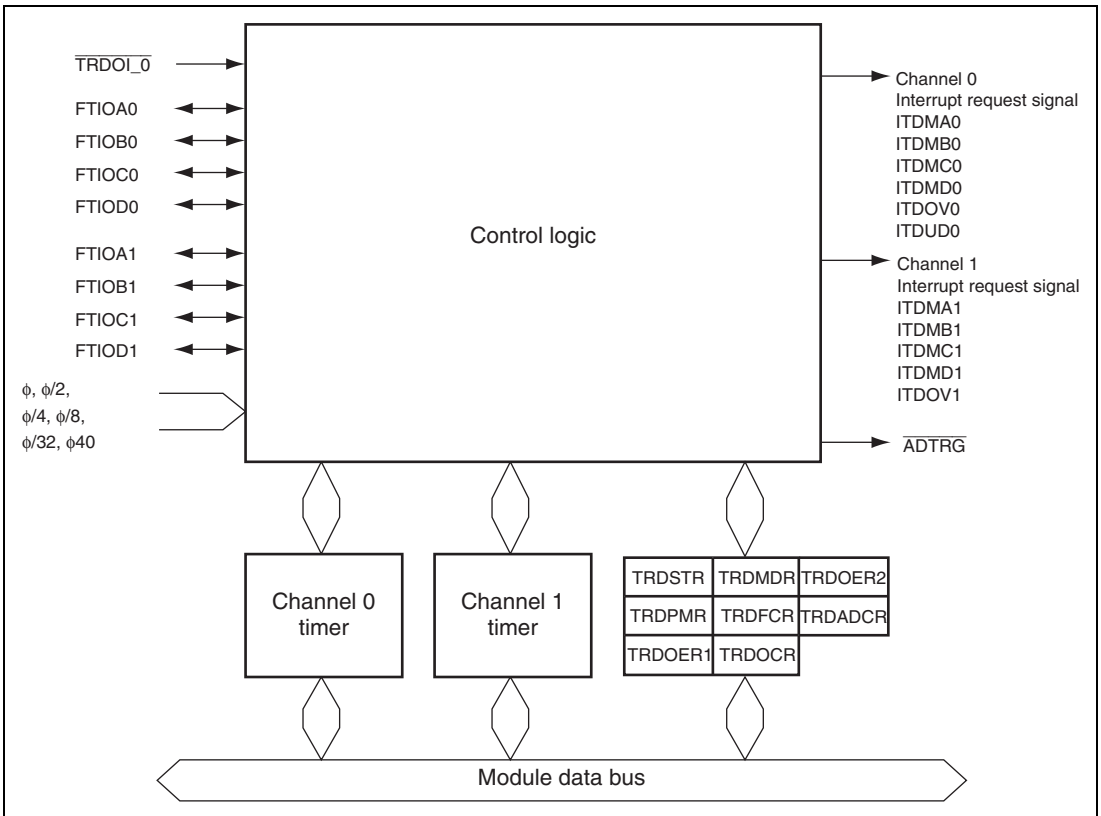 TRDOI_0
FTIOA0
FTIOB0
FTIOC0
FTIOD0
FTIOA1
FTIOB1
FTIOC1
FTIOD1
ϕ, ϕ/2,
ϕ/4, ϕ/8,
ϕ/32, ϕ40
Control logic
Channel 0
Interrupt request signal
ITDMA0
ITDMB0
ITDMC0
ITDMD0
ITDOV0
ITDUD0
Channel 1
Interrupt request signal
ITDMA1
ITDMB1
ITDMC1
ITDMD1
ITDOV1
ADTRG
Channel 0
timer
Channel 1
timer
TRDSTR TRDMDR TRDOER2
TRDPMR TRDFCR TRDADCR
TRDOER1 TRDOCR
Module data bus